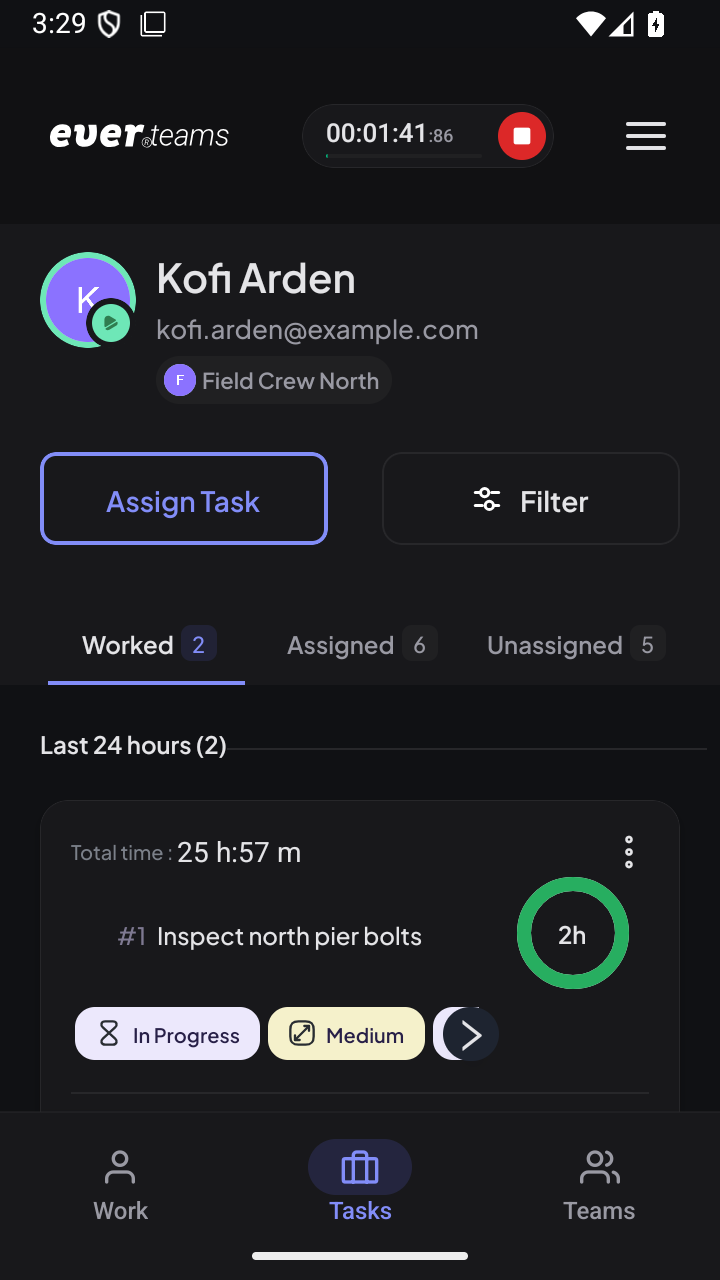 3:29
ever® teams
00:01:41:86
K
Kofi Arden
kofi.arden@example.com
F Field Crew North
Assign Task
Filter
Worked 2
Assigned 6
Unassigned 5
Last 24 hours (2)
Total time : 25 h:57 m
#1 Inspect north pier bolts
2h
In Progress
Medium
Work
Tasks
Teams